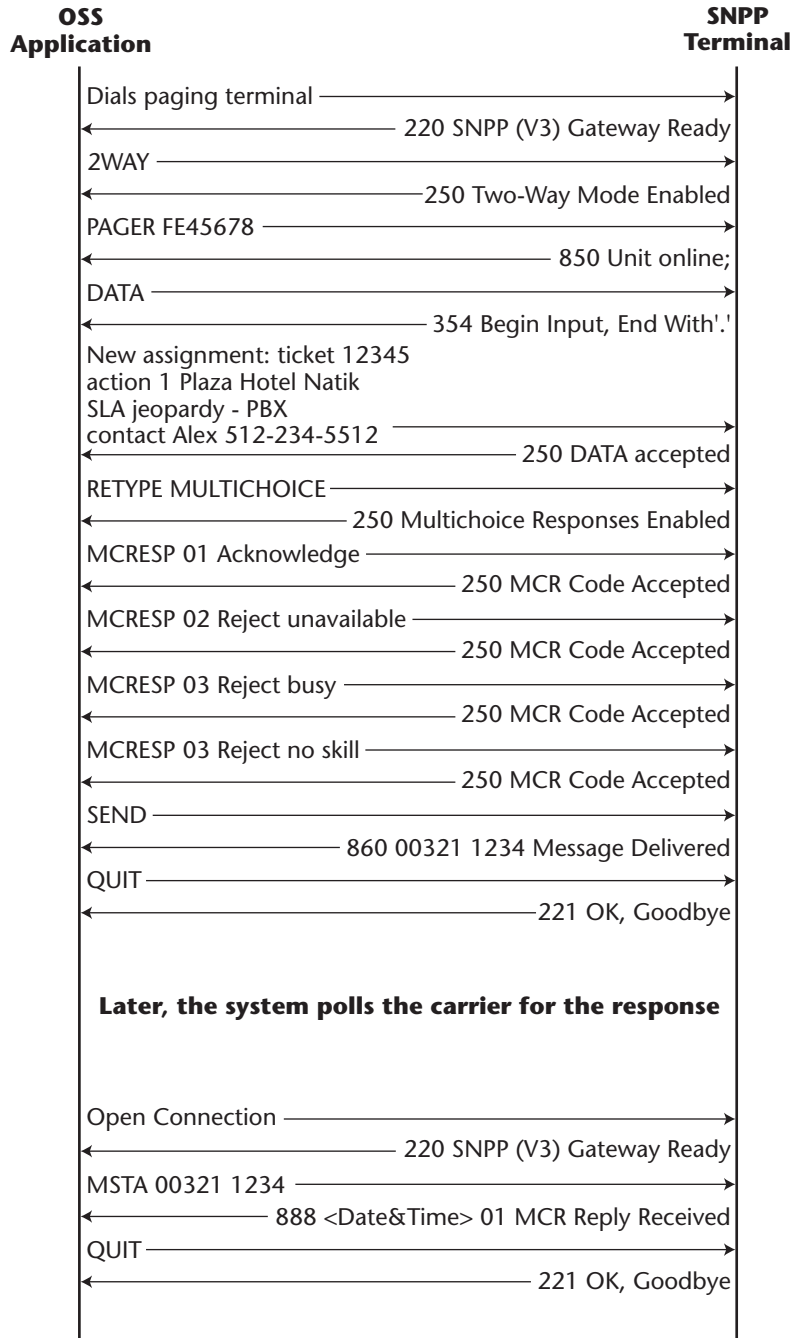 OSS
Application
SNPP
Terminal
Dials paging terminal
220 SNPP (V3) Gateway Ready
2WAY
250 Two-Way Mode Enabled
PAGER FE45678
850 Unit online;
DATA
354 Begin Input, End With'.'
New assignment: ticket 12345
action 1 Plaza Hotel Natik
SLA jeopardy - PBX
contact Alex 512-234-5512
250 DATA accepted
RETYPE MULTICHOICE
250 Multichoice Responses Enabled
MCRESP 01 Acknowledge
250 MCR Code Accepted
MCRESP 02 Reject unavailable
250 MCR Code Accepted
MCRESP 03 Reject busy
250 MCR Code Accepted
MCRESP 03 Reject no skill
250 MCR Code Accepted
SEND
860 00321 1234 Message Delivered
QUIT
221 OK, Goodbye
Later, the system polls the carrier for the response
Open Connection
220 SNPP (V3) Gateway Ready
MSTA 00321 1234
888 <Date&Time> 01 MCR Reply Received
QUIT
221 OK, Goodbye